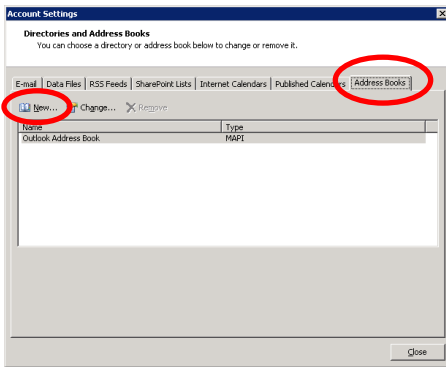 Account Settings
Directories and Address Books
You can choose a directory or address book below to change or remove it.
E-mail Data Files RSS Feeds SharePoint Lists Internet Calendars Published Calendars Address Books
New... Change... Remove
Name Type
Outlook Address Book MAPI
Close